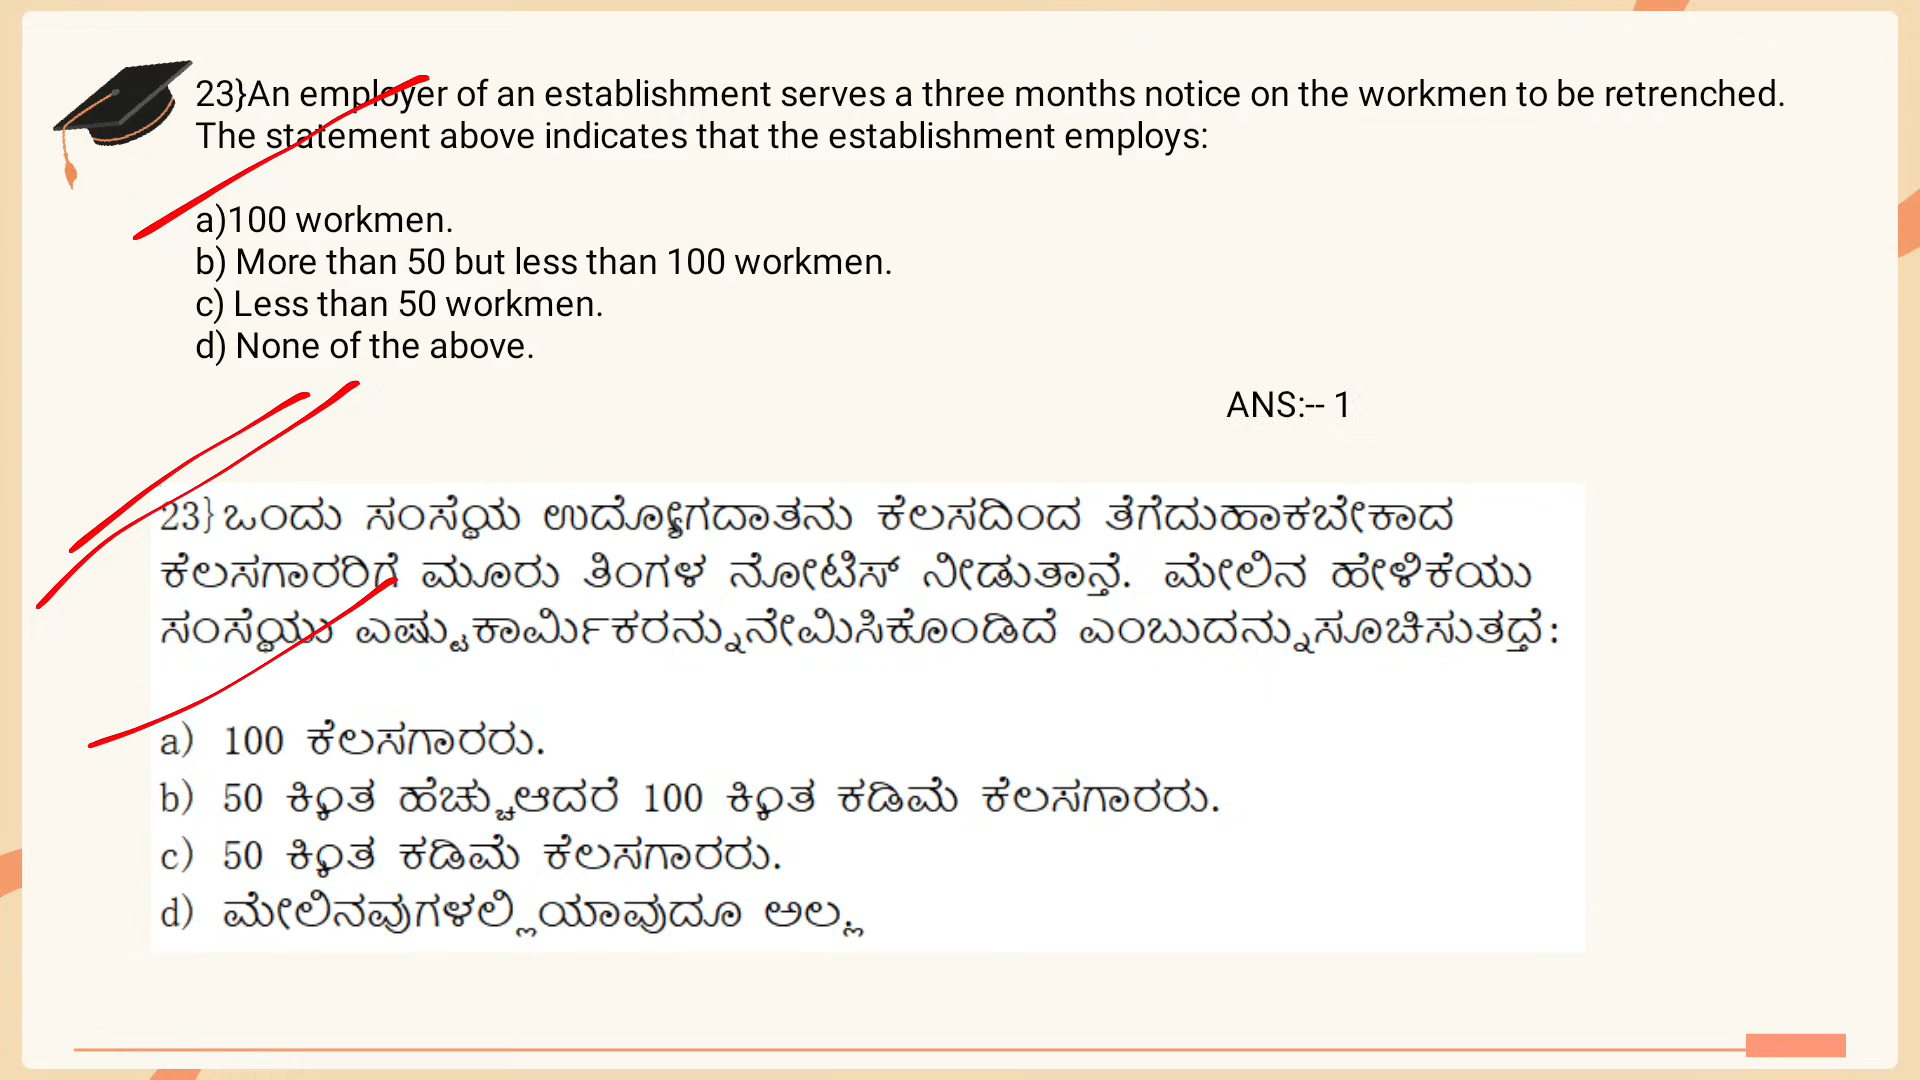 23}An employer of an establishment serves a three months notice on the workmen to be retrenched.
The statement above indicates that the establishment employs:
a)100 workmen.
b) More than 50 but less than 100 workmen.
c) Less than 50 workmen.
d) None of the above.
ANS:-- 1
23}ಒಂದು ಸಂಸ್ಥೆಯ ಉದ್ಯೋಗದಾತನು ಕೆಲಸದಿಂದ ತೆಗೆದುಹಾಕಬೇಕಾದ
ಕೆಲಸಗಾರರಿಗೆ ಮೂರು ತಿಂಗಳ ನೋಟಿಸ್ ನೀಡುತ್ತಾನೆ. ಮೇಲಿನ ಹೇಳಿಕೆಯು
ಸಂಸ್ಥೆಯು ಎಷ್ಟುಕಾರ್ಮಿಕರನ್ನುನೇಮಿಸಿಕೊಂಡಿದೆ ಎಂಬುದನ್ನುಸೂಚಿಸುತ್ತದೆ:
a) 100 ಕೆಲಸಗಾರರು.
b) 50 ಕ್ಕಿಂತ ಹೆಚ್ಚುಆದರೆ 100 ಕ್ಕಿಂತ ಕಡಿಮೆ ಕೆಲಸಗಾರರು.
c) 50 ಕ್ಕಿಂತ ಕಡಿಮೆ ಕೆಲಸಗಾರರು.
d) ಮೇಲಿನವುಗಳಲ್ಲಿಯಾವುದೂ ಅಲ್ಲ.